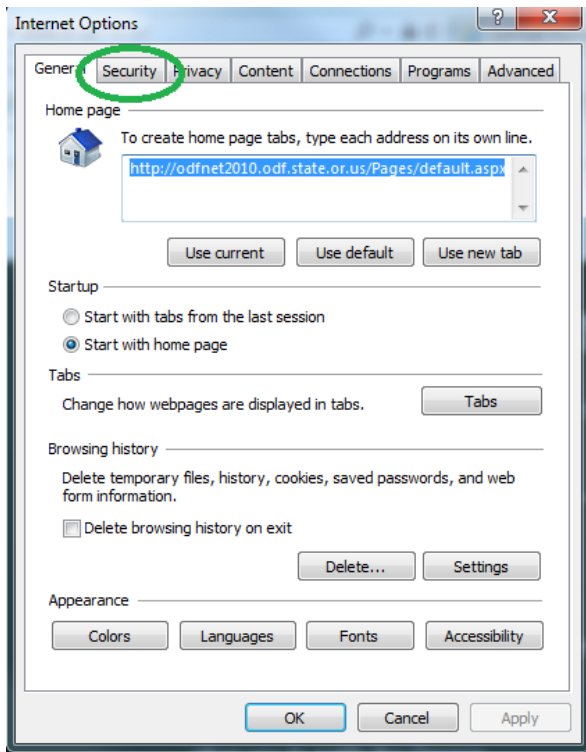 Internet Options
General Security Privacy Content Connections Programs Advanced
Home page
To create home page tabs, type each address on its own line.
http://odfnet2010.odf.state.or.us/Pages/default.aspx
Use current Use default Use new tab
Startup
Start with tabs from the last session
Start with home page
Tabs
Change how webpages are displayed in tabs. Tabs
Browsing history
Delete temporary files, history, cookies, saved passwords, and web
form information.
Delete browsing history on exit
Delete... Settings
Appearance
Colors Languages Fonts Accessibility
OK Cancel Apply